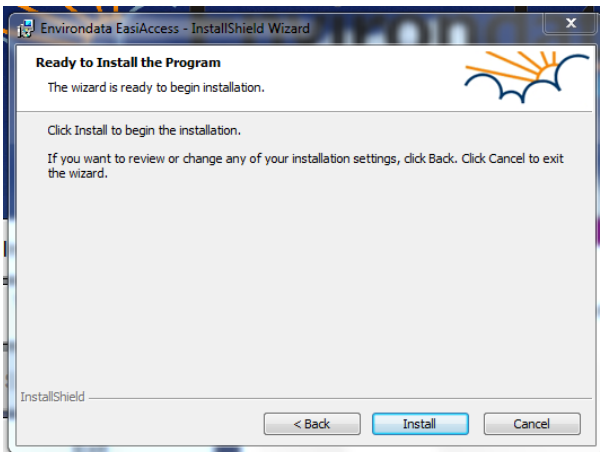 Environdata EasiAccess - InstallShield Wizard
X
Ready to Install the Program
The wizard is ready to begin installation.
Click Install to begin the installation.
If you want to review or change any of your installation settings, click Back. Click Cancel to exit
the wizard.
InstallShield
< Back Install Cancel